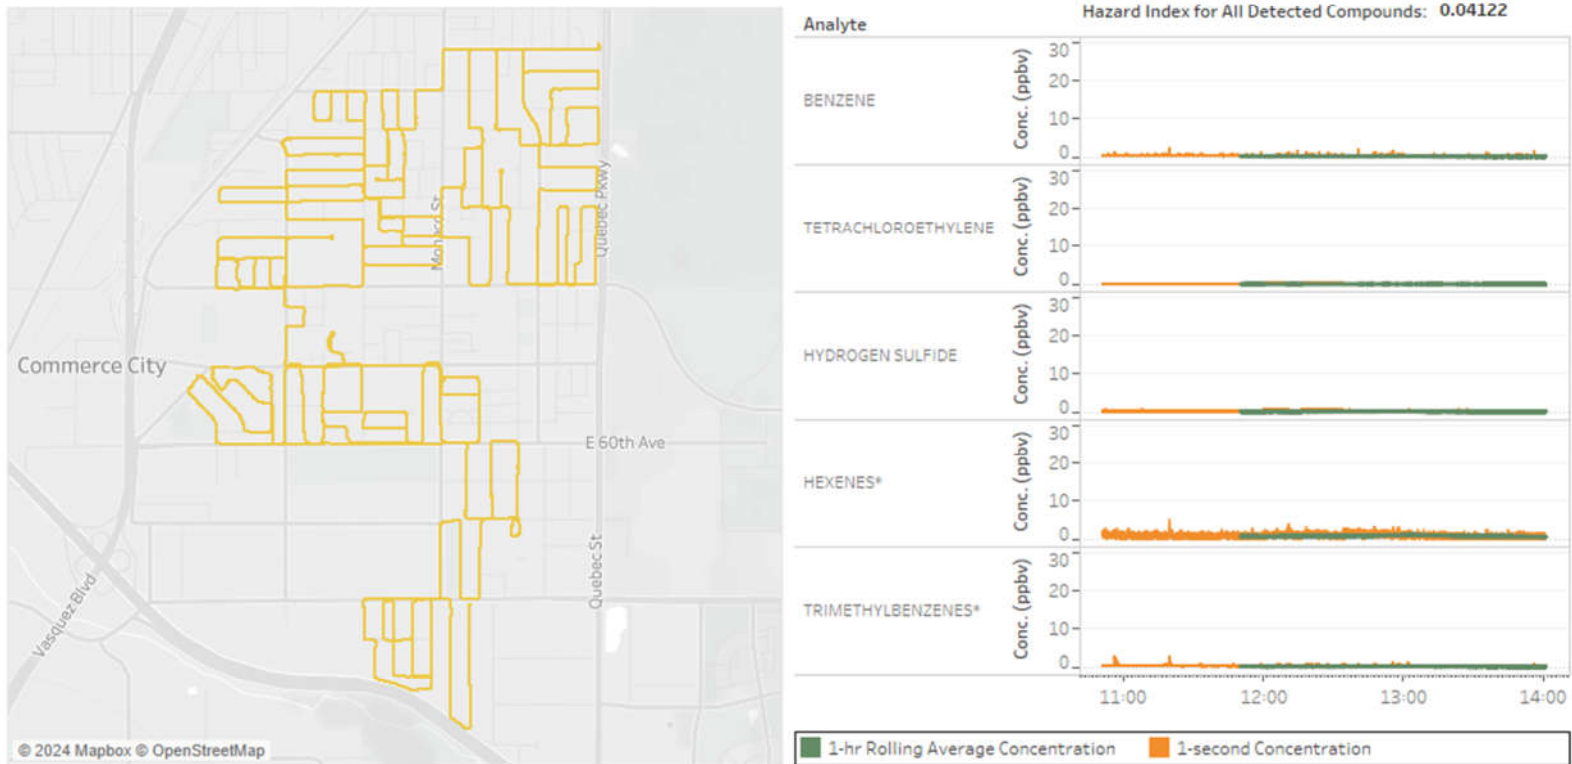 Commerce City
Monaco St
Quebec Pkwy
E 60th Ave
Quebec St
Vasquez Blvd
© 2024 Mapbox © OpenStreetMap
Hazard Index for All Detected Compounds: 0.04122
Analyte
BENZENE
Conc. (ppbv)
30
20
10
0
TETRACHLOROETHYLENE
Conc. (ppbv)
30
20
10
0
HYDROGEN SULFIDE
Conc. (ppbv)
30
20
10
0
HEXENES*
Conc. (ppbv)
30
20
10
0
TRIMETHYLBENZENES*
Conc. (ppbv)
30
20
10
0
11:00 12:00 13:00 14:00
1-hr Rolling Average Concentration 1-second Concentration